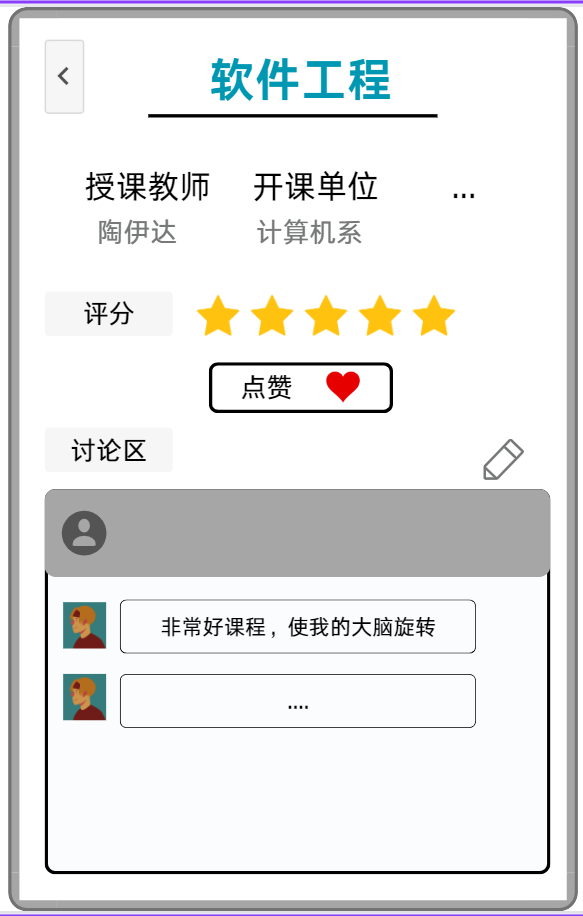 软件工程
授课教师 开课单位 ...
陶伊达 计算机系
评分
点赞
讨论区
非常好课程，使我的大脑旋转
....